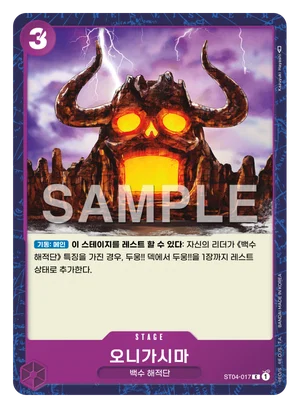 3
SAMPLE
기동: 메인 이 스테이지를 레스트 할 수 있다: 자신의 리더가 《백수
해적단》 특징을 가진 경우, 두웅!! 덱에서 두웅!!을 1장까지 레스트
상태로 추가한다.
STAGE
오니가시마
백수 해적단
ST04-017 C 1